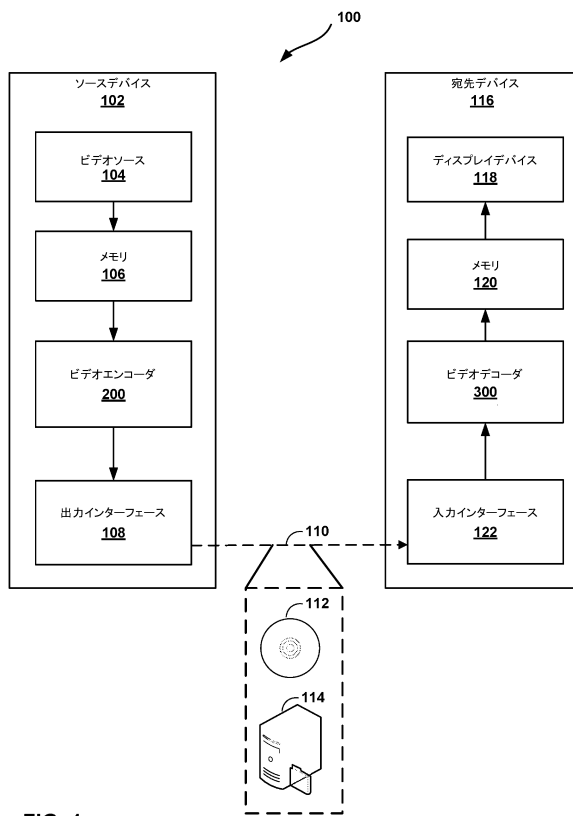 100
ソースデバイス
102
ビデオソース
104
メモリ
106
ビデオエンコーダ
200
出力インターフェース
108
宛先デバイス
116
ディスプレイデバイス
118
メモリ
120
ビデオデコーダ
300
入力インターフェース
122
110
112
114